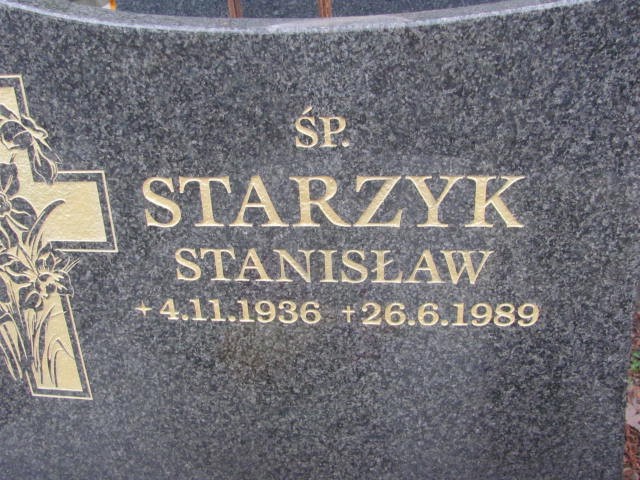 ŚP.
STARZYK
STANISŁAW
+4.11.1936 +26.6.1989